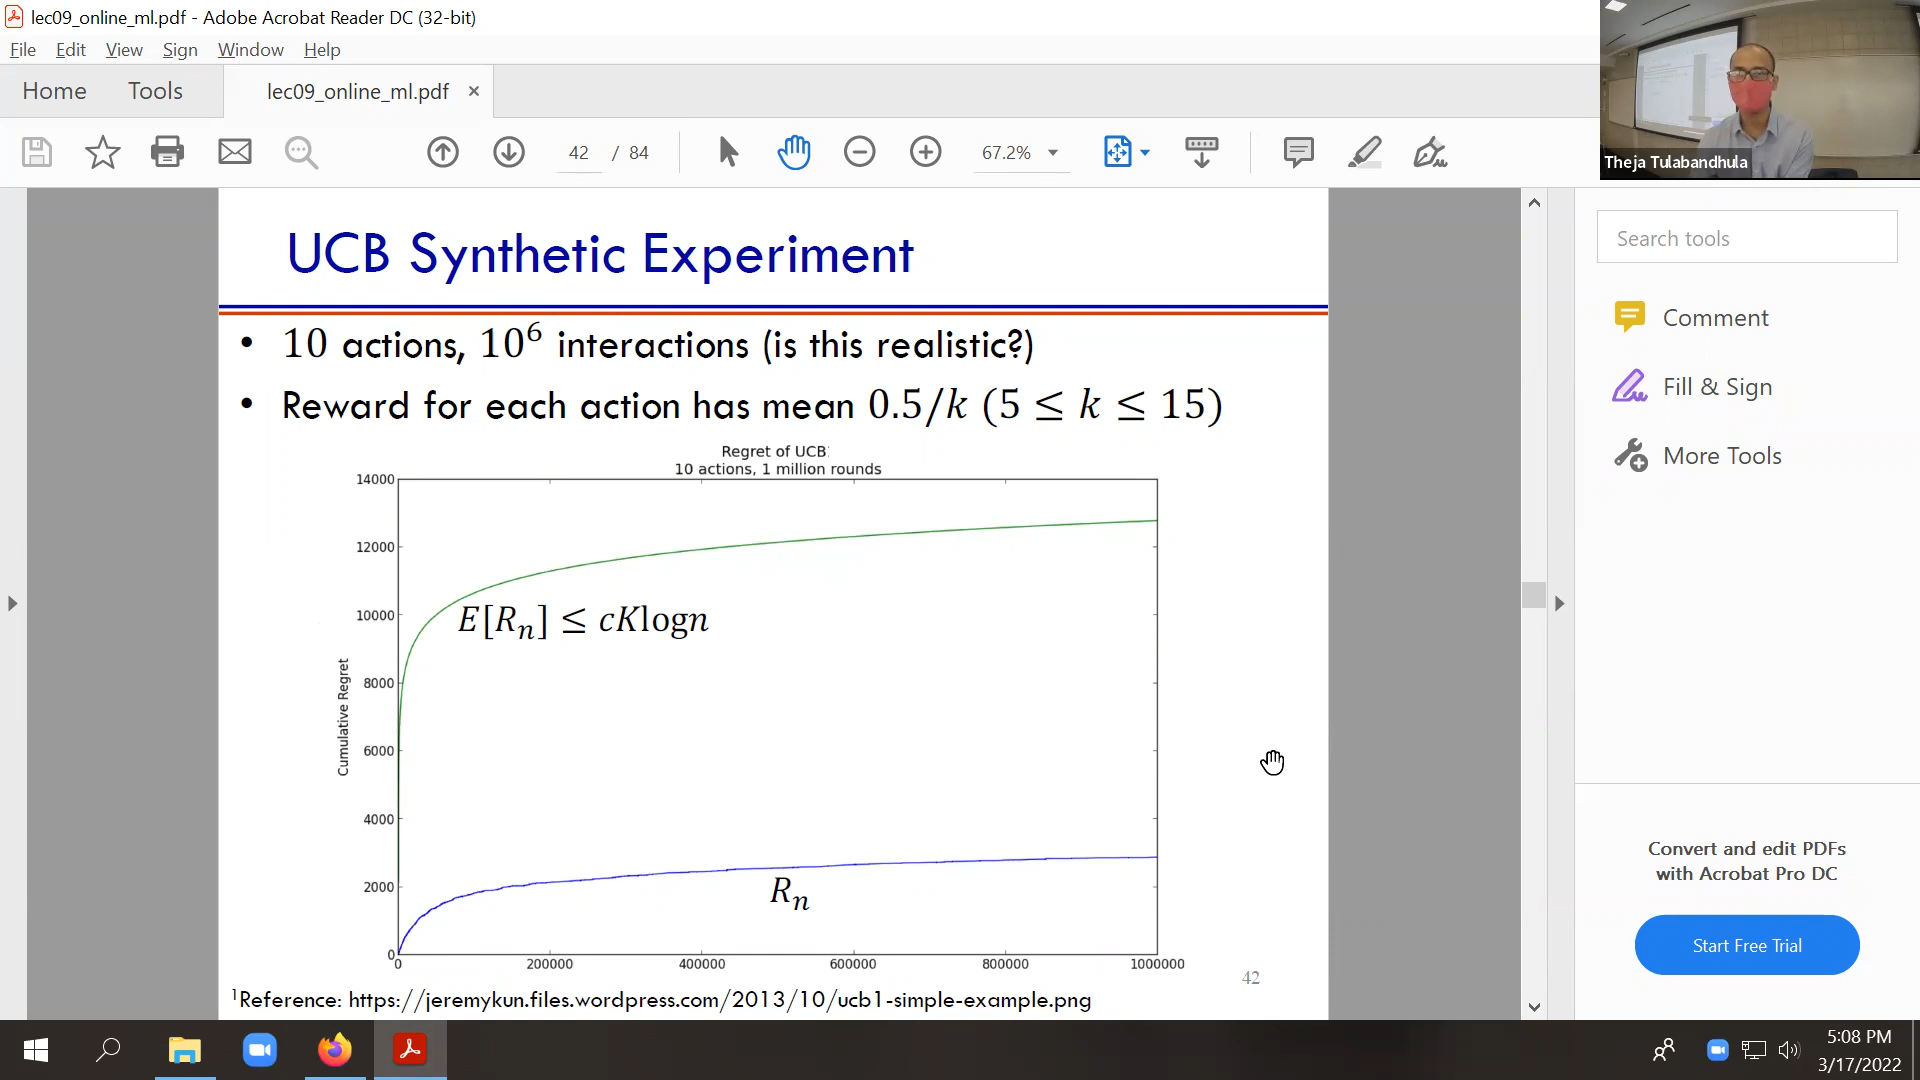 lec09_online_ml.pdf - Adobe Acrobat Reader DC (32-bit)
File Edit View Sign Window Help
Home Tools lec09_online_ml.pdf ×
42 / 84 67.2%
Theja Tulabandhula
UCB Synthetic Experiment
• 10 actions, 10⁶ interactions (is this realistic?)
• Reward for each action has mean 0.5/k (5 ≤ k ≤ 15)
Regret of UCB
10 actions, 1 million rounds
14000
12000
10000
8000
6000
4000
2000
0
Cumulative Regret
E[Rₙ] ≤ cKlogn
Rₙ
0 200000 400000 600000 800000 1000000
42
¹Reference: https://jeremykun.files.wordpress.com/2013/10/ucb1-simple-example.png
Search tools
Comment
Fill & Sign
More Tools
Convert and edit PDFs
with Acrobat Pro DC
Start Free Trial
5:08 PM
3/17/2022